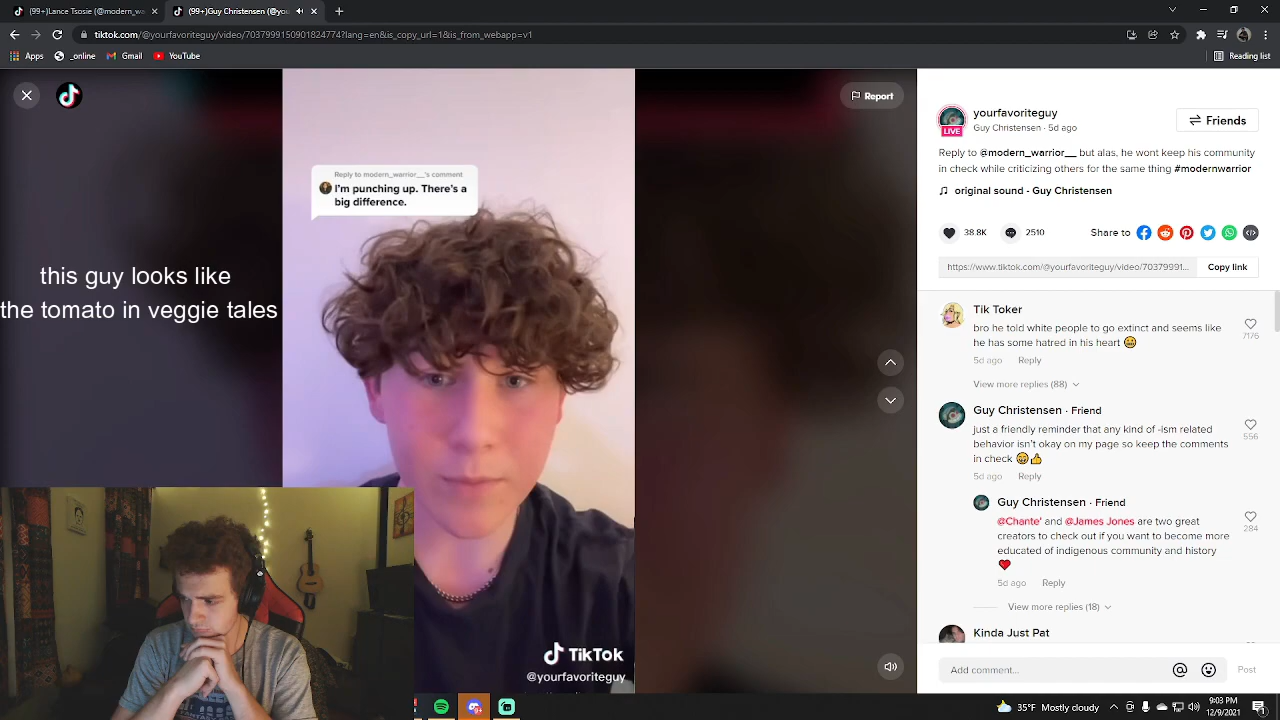 (99+) Lance Tsosie (@modern_wa
(99+) Guy(@yourfavoriteguy)
tiktok.com/@yourfavoriteguy/video/7037999150901824774?lang=en&is_copy_url=1&is_from_webapp=v1
Apps
_online
Gmail
YouTube
Reading list
Report
Reply to modern_warrior__'s comment
I'm punching up. There's a
big difference.
this guy looks like
the tomato in veggie tales
TikTok
@yourfavoriteguy
yourfavoriteguy
Guy Christensen · 5d ago
LIVE
Friends
Reply to @modern_warrior__ but alas, he wont keep his community
in check while constantly condemning the same thing #modernwarrior
original sound - Guy Christensen
38.8K
2510
Share to
https://www.tiktok.com/@yourfavoriteguy/video/70379991...
Copy link
Tik Toker
bro he told white people to go extinct and seems like
he has some hatred in his heart
7176
5d ago
Reply
View more replies (88)
Guy Christensen · Friend
just a friendly reminder that any kind of -ism related
behavior isn't okay on my page so keep the comments
in check
556
5d ago
Reply
Guy Christensen · Friend
@Chante' and @James Jones are two great
creators to check out if you want to become more
educated of indigenous community and history
284
5d ago
Reply
View more replies (18)
Kinda Just Pat
Add comment...
Post
35°F
9:09 PM
12/9/2021